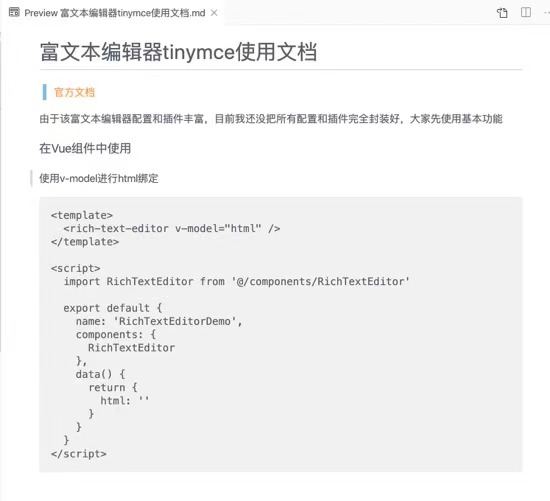 Preview 富文本编辑器tinymce使用文档.md
富文本编辑器tinymce使用文档
官方文档
由于该富文本编辑器配置和插件丰富，目前我还没把所有配置和插件完全封装好，大家先使用基本功能
在Vue组件中使用
使用v-model进行html绑定
<template>
  <rich-text-editor v-model="html" />
</template>

<script>
  import RichTextEditor from '@/components/RichTextEditor'

  export default {
    name: 'RichTextEditorDemo',
    components: {
      RichTextEditor
    },
    data() {
      return {
        html: ''
      }
    }
  }
</script>